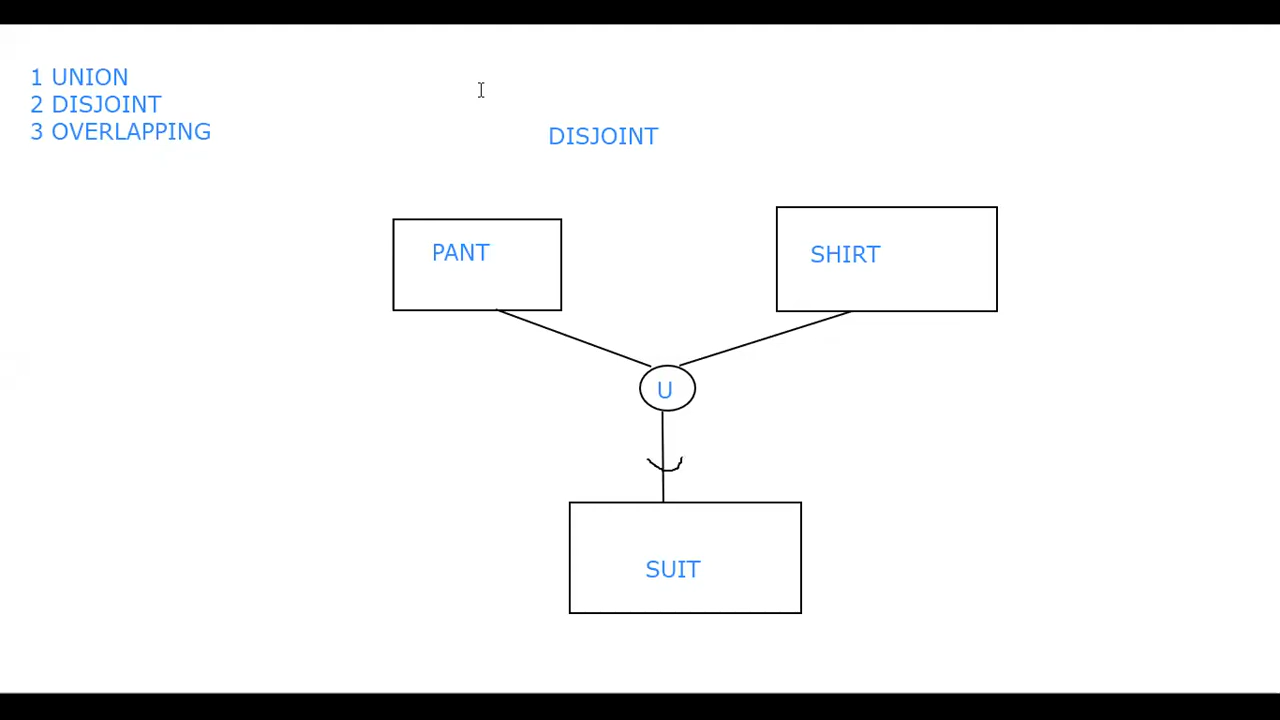 1 UNION
2 DISJOINT
3 OVERLAPPING
DISJOINT
PANT
SHIRT
U
SUIT